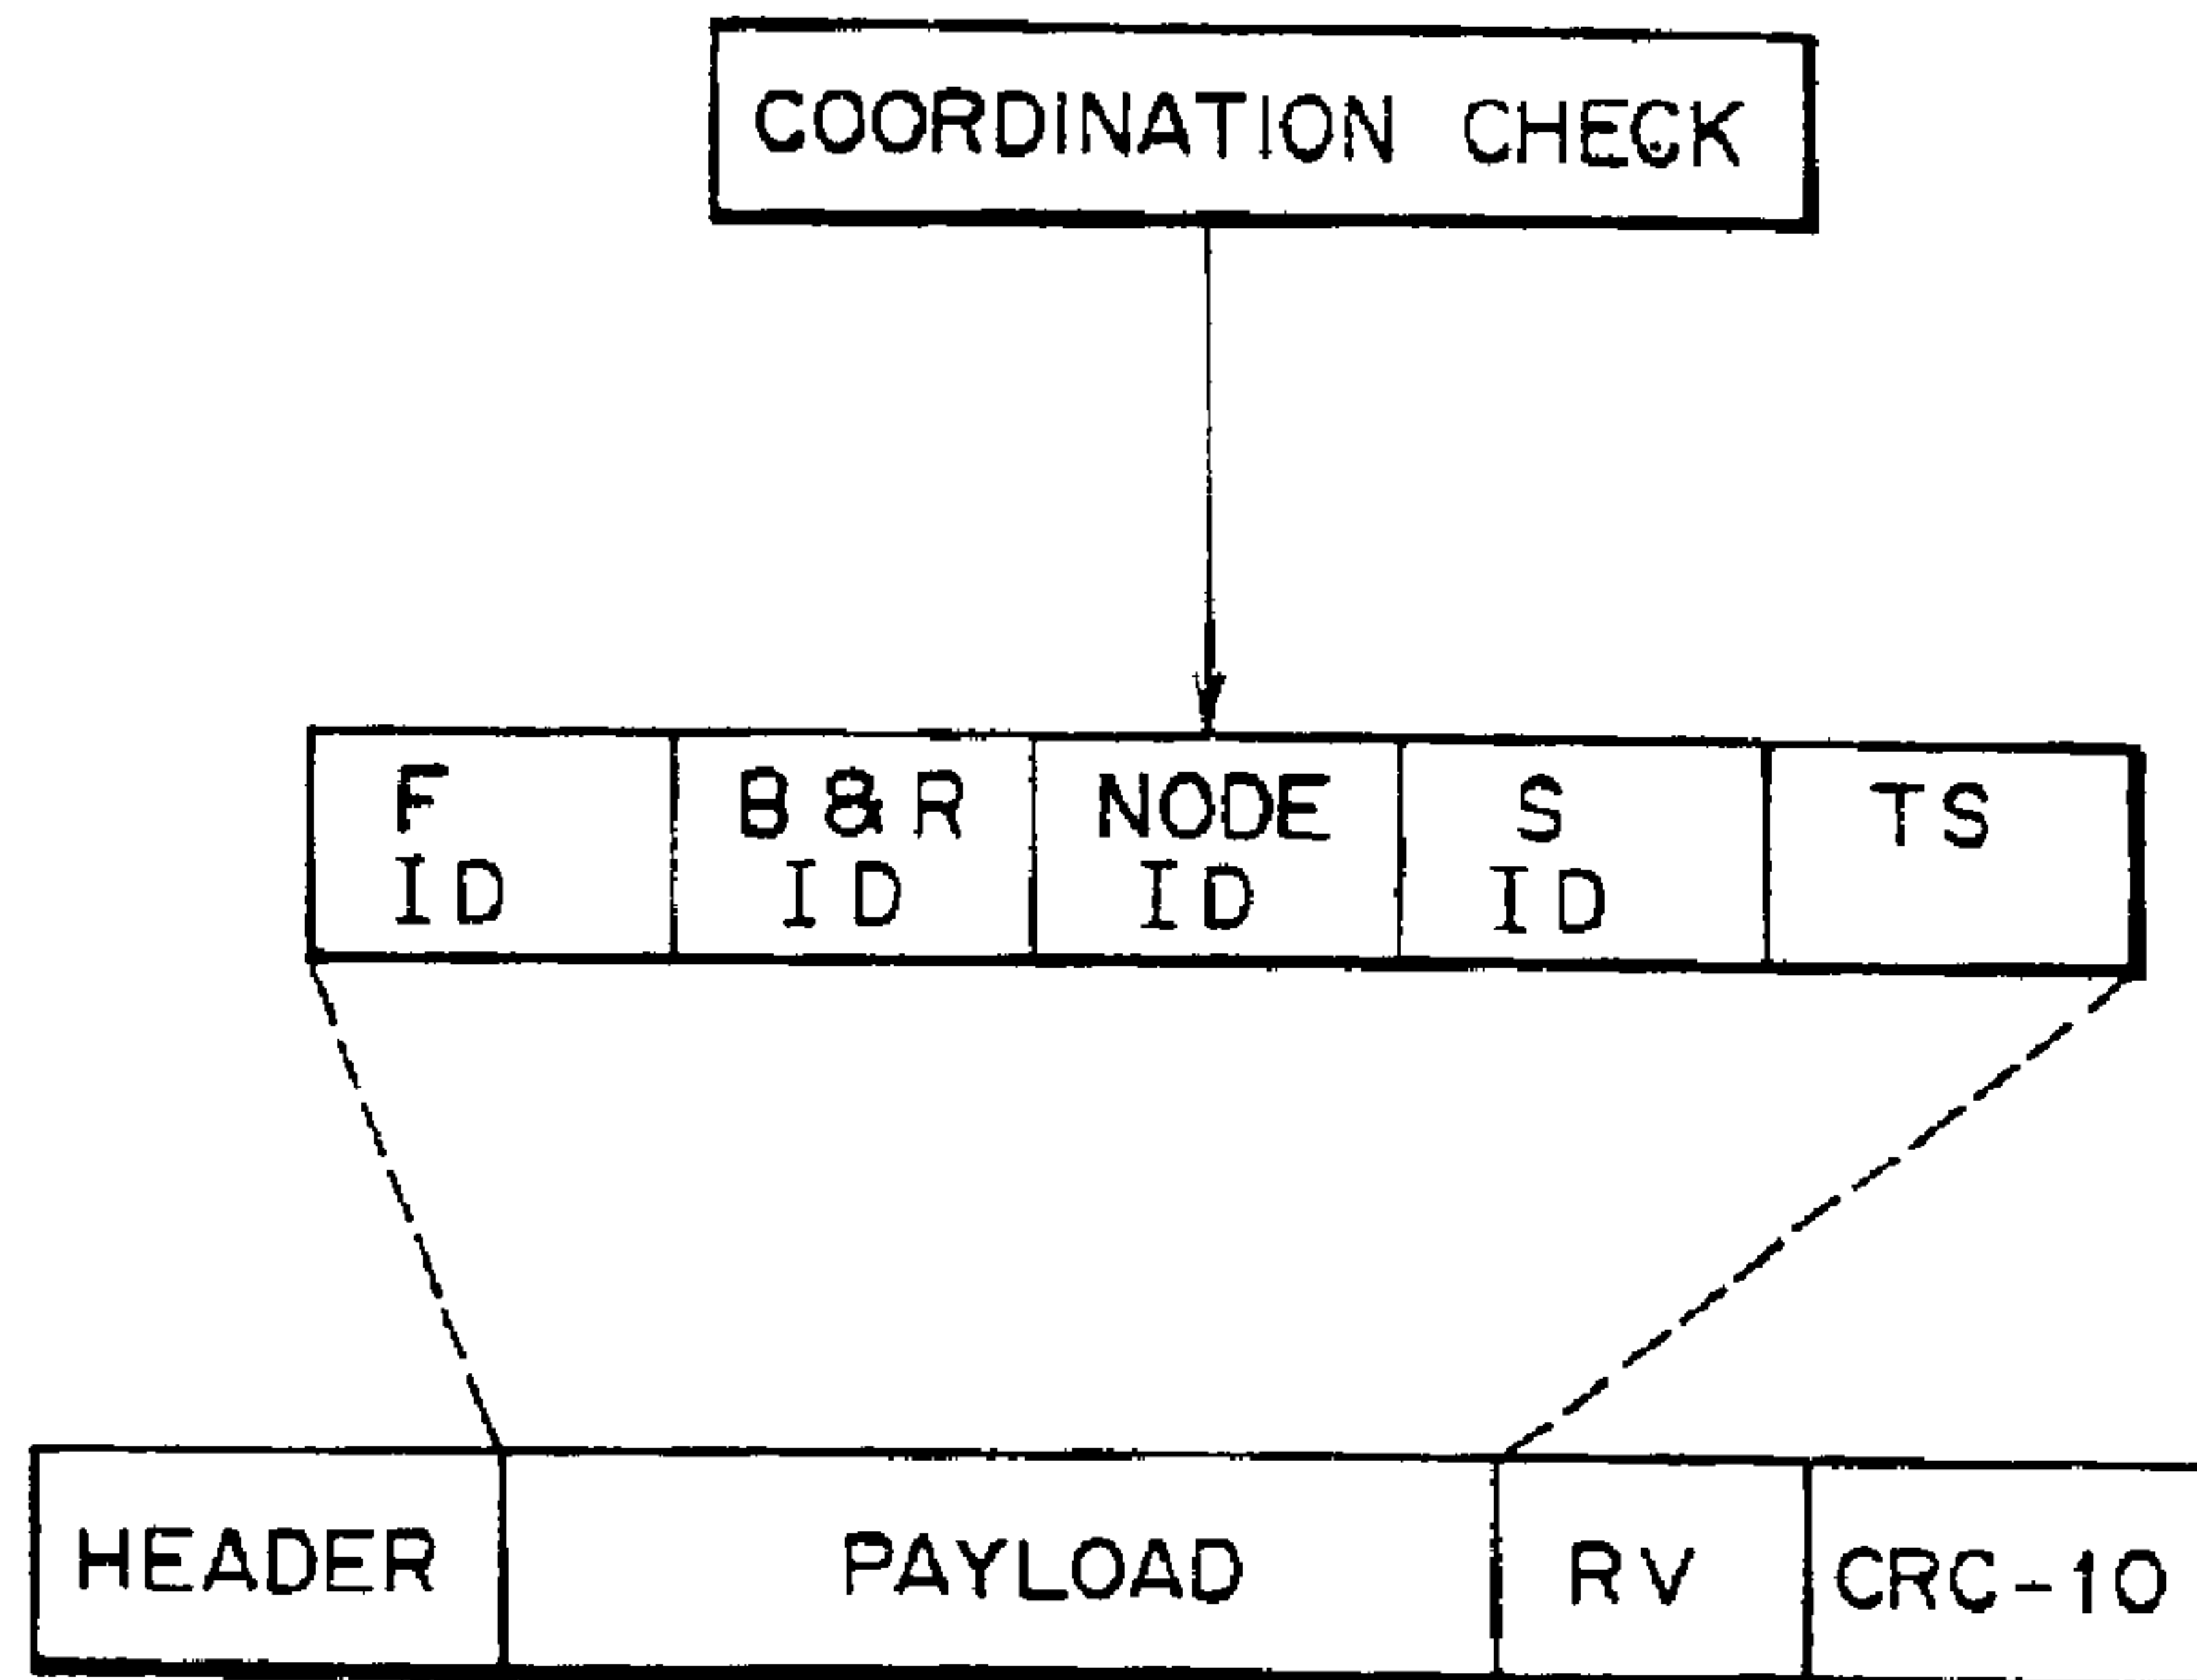 COORDINATION CHECK
F B&R NODE S TS
ID ID ID ID
HEADER PAYLOAD RV CRC-10